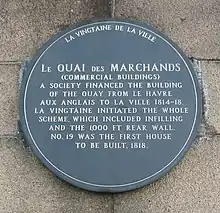 LA VINGTAINE DE LA VILLE
LE QUAI DES MARCHANDS
(COMMERCIAL BUILDINGS)
A SOCIETY FINANCED THE BUILDING
OF THE QUAY FROM LE HAVRE
AUX ANGLAIS TO LA VILLE 1814-18.
LA VINGTAINE INITIATED THE WHOLE
SCHEME, WHICH INCLUDED INFILLING
AND THE 1,000 FT REAR WALL.
NO. 19 WAS THE FIRST HOUSE
TO BE BUILT, 1818.